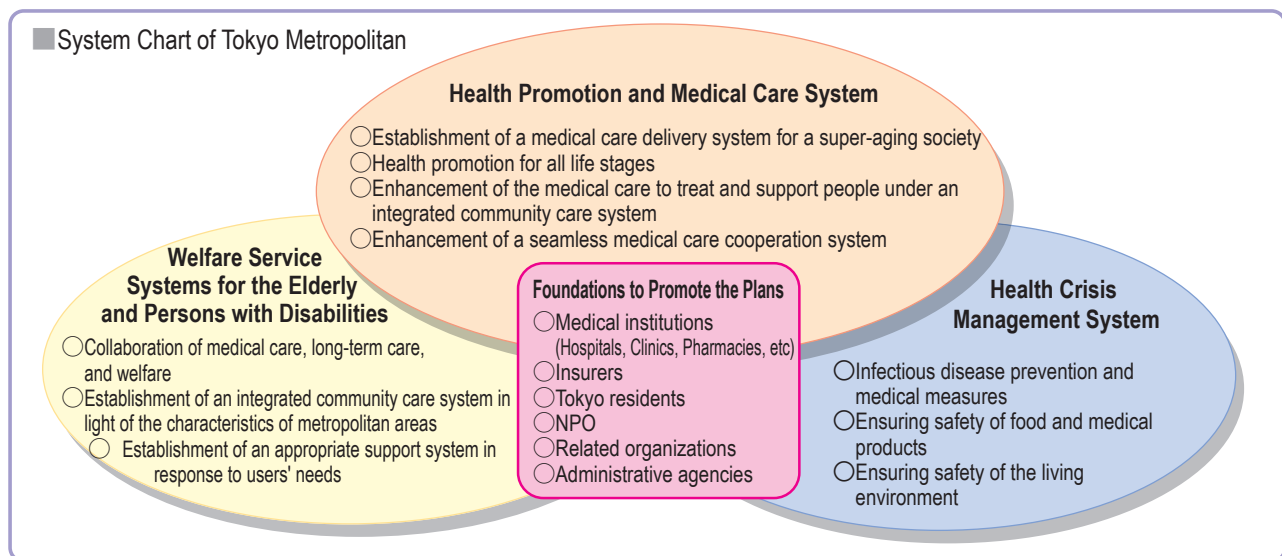 ■System Chart of Tokyo Metropolitan
Health Promotion and Medical Care System
○Establishment of a medical care delivery system for a super-aging society
○Health promotion for all life stages
○Enhancement of the medical care to treat and support people under an
integrated community care system
○Enhancement of a seamless medical care cooperation system
Welfare Service
Systems for the Elderly
and Persons with Disabilities
○Collaboration of medical care, long-term care,
and welfare
○Establishment of an integrated community care system in
light of the characteristics of metropolitan areas
○ Establishment of an appropriate support system in
response to users' needs
Foundations to Promote the Plans
○Medical institutions
(Hospitals, Clinics, Pharmacies, etc)
○Insurers
○Tokyo residents
○NPO
○Related organizations
○Administrative agencies
Health Crisis
Management System
○Infectious disease prevention and
medical measures
○Ensuring safety of food and medical
products
○Ensuring safety of the living
environment